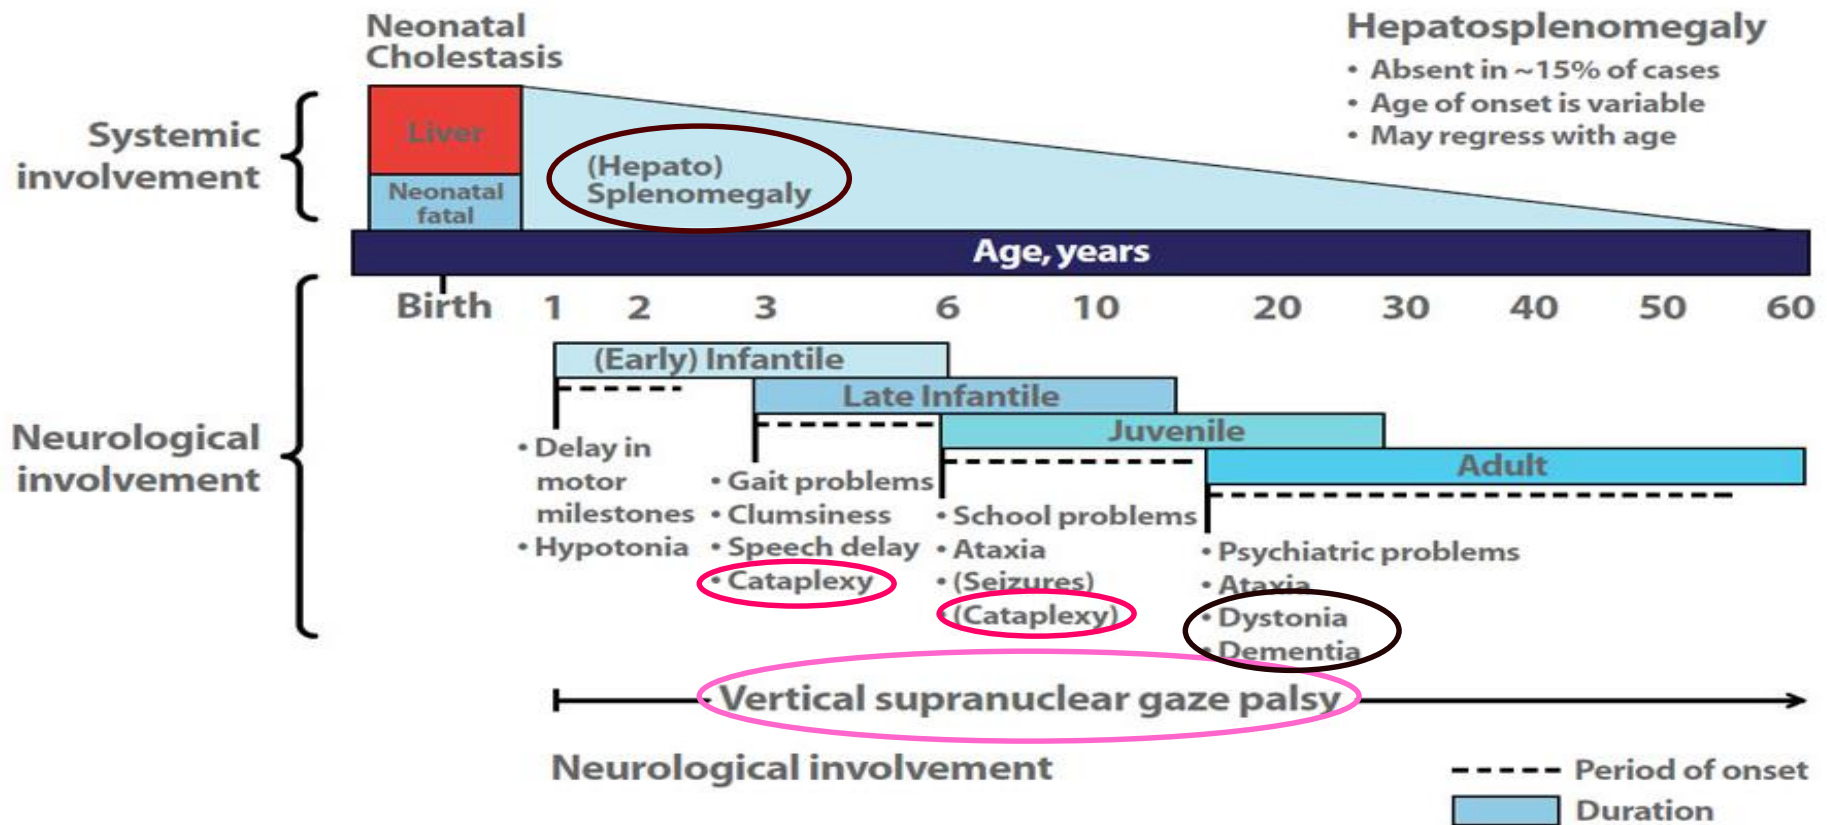 Neonatal
Cholestasis
Hepatosplenomegaly
• Absent in ~15% of cases
• Age of onset is variable
• May regress with age
Systemic
involvement
Liver
Neonatal
fatal
(Hepato)
Splenomegaly
Age, years
Birth 1 2 3 6 10 20 30 40 50 60
Neurological
involvement
(Early) Infantile
Late Infantile
Juvenile
Adult
• Delay in
motor
milestones
• Hypotonia
• Gait problems
• Clumsiness
• Speech delay
• Cataplexy
• School problems
• Ataxia
• (Seizures)
• (Cataplexy)
• Psychiatric problems
• Ataxia
• Dystonia
• Dementia
Vertical supranuclear gaze palsy
Neurological involvement
Period of onset
Duration